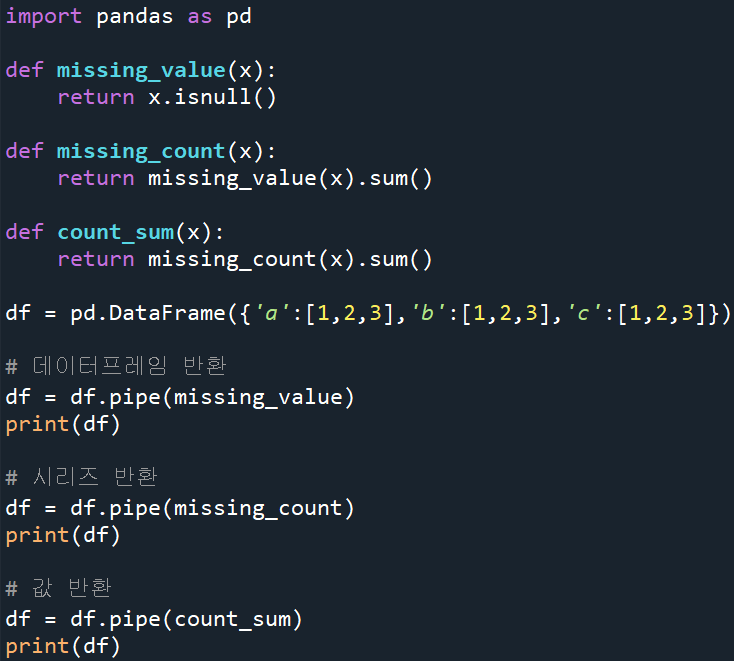 import pandas as pd
def missing_value(x):
    return x.isnull()
def missing_count(x):
    return missing_value(x).sum()
def count_sum(x):
    return missing_count(x).sum()
df = pd.DataFrame({'a':[1,2,3],'b':[1,2,3],'c':[1,2,3]})
# 데이터프레임 반환
df = df.pipe(missing_value)
print(df)
# 시리즈 반환
df = df.pipe(missing_count)
print(df)
# 값 반환
df = df.pipe(count_sum)
print(df)